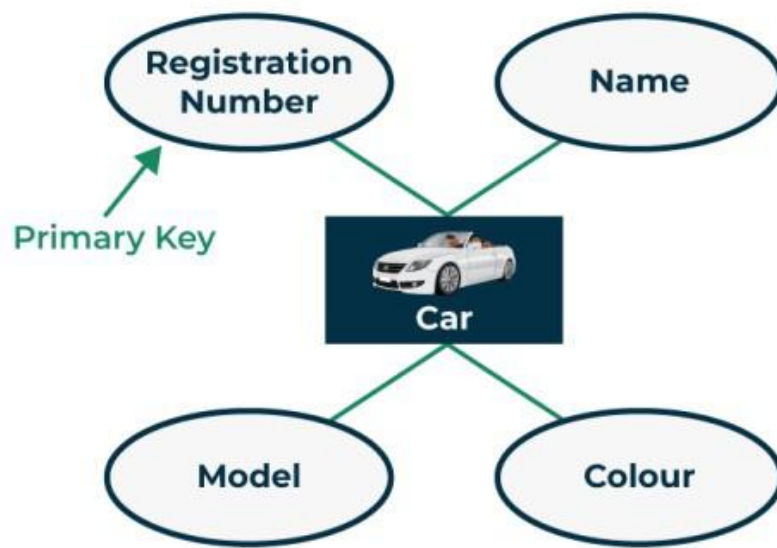 Registration
Number
Name
Primary Key
Car
Model
Colour